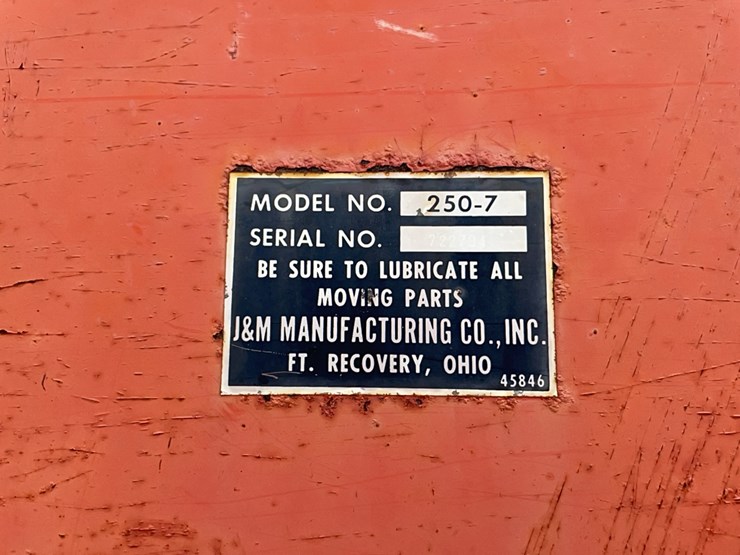 MODEL NO. 250-7
SERIAL NO.
BE SURE TO LUBRICATE ALL
MOVING PARTS
J&M MANUFACTURING CO., INC.
FT. RECOVERY, OHIO
45846